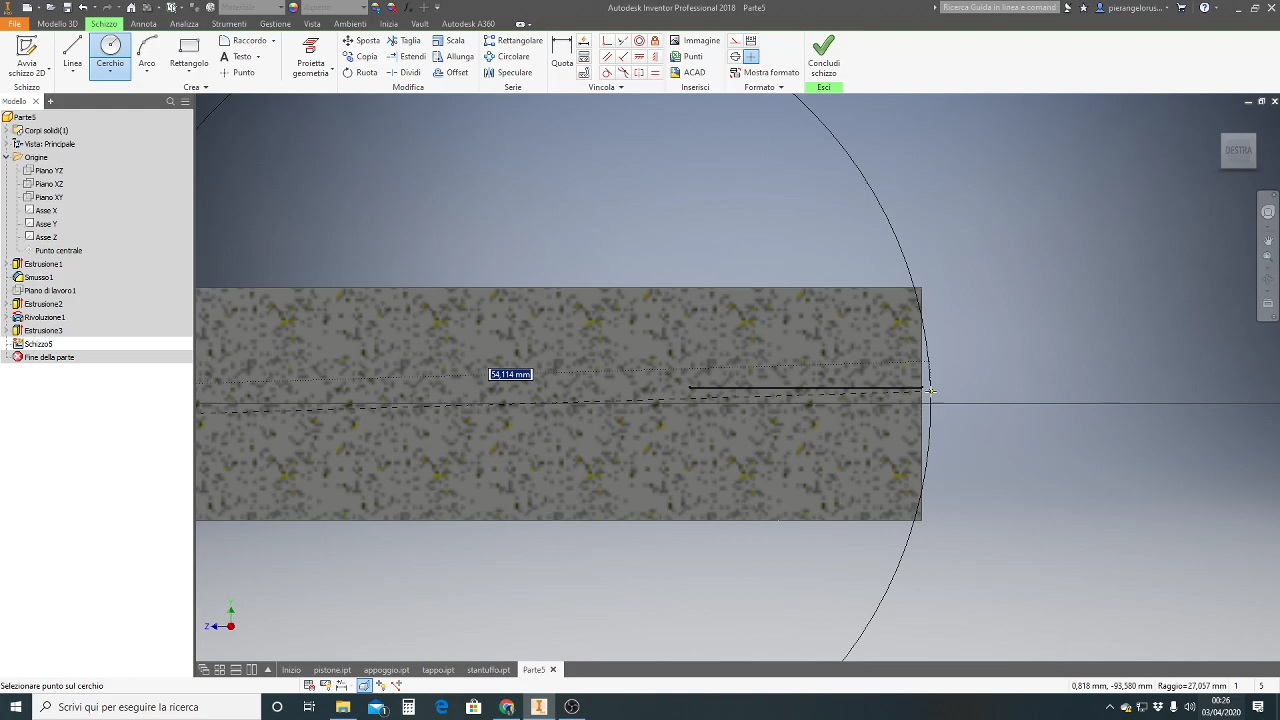 Materiale
Aspetto
Autodesk Inventor Professional 2018 Parte5
Ricerca Guida in linea e comand
pierangelorus...
File
Modello 3D
Schizzo
Annota
Controlla
Strumenti
Gestisci
Vista
Ambienti
Inizia
Vault
Autodesk A360
Avvia
schizzo 2D
Linea
Cerchio
Arco
Rettangolo
Raccordo
Testo
Punto
Proietta
geometria
Sposta
Copia
Ruota
Taglia
Estendi
Dividi
Scala
Allunga
Offset
Rettangolare
Circolare
Speculare
Quota
Immagine
Punti
ACAD
Mostra formato
Concludi
schizzo
Schizzo
Crea
Modifica
Serie
Vincola
Inserisci
Formato
Esci
Modello
Parte5
Corpi solidi(1)
Vista: Principale
Origine
Piano YZ
Piano XZ
Piano XY
Asse X
Asse Y
Asse Z
Punto centrale
Estrusione1
Smusso1
Piano di lavoro1
Estrusione2
Rivoluzione1
Estrusione3
Schizzo5
Fine della parte
DESTRA
54,114 mm
Y
Z
Inizio
pistone.ipt
appoggio.ipt
tappo.ipt
stantuffo.ipt
Parte5
Selezionare punto sul cerchio
0,818 mm, -93,580 mm Raggio=27,057 mm 1 5
Scrivi qui per eseguire la ricerca
00:26
03/04/2020